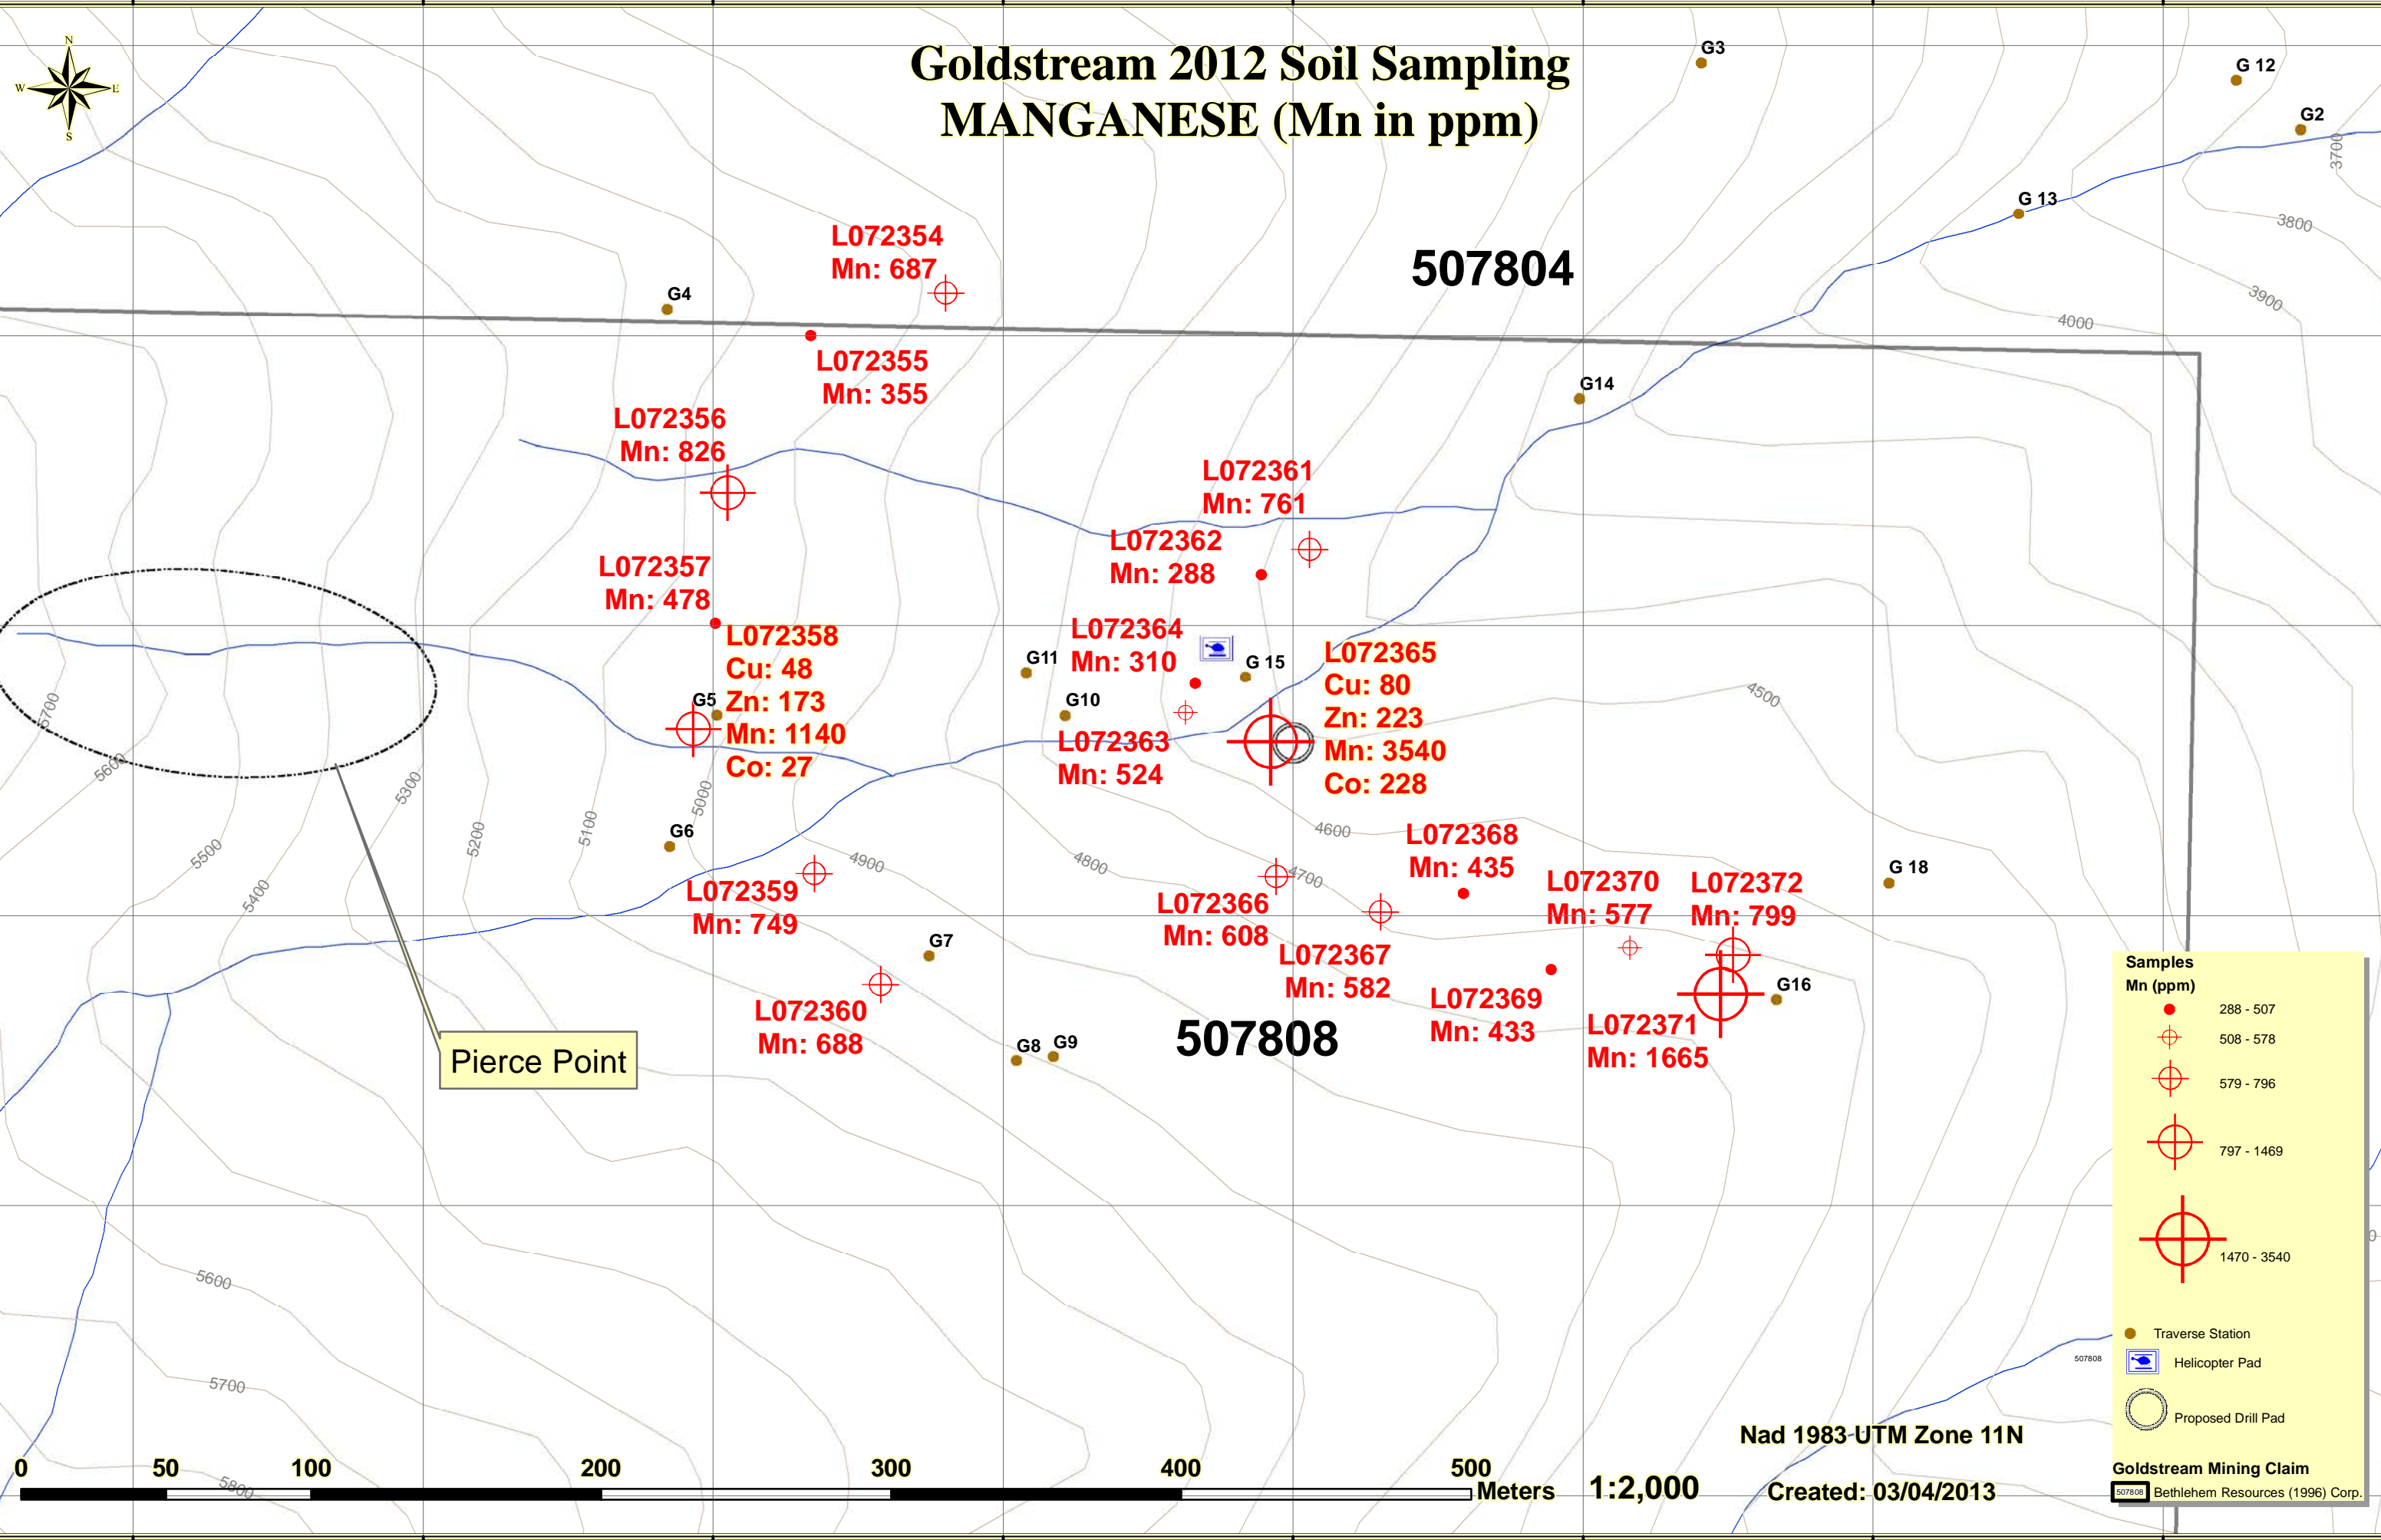 Goldstream 2012 Soil Sampling
MANGANESE (Mn in ppm)
N
W
E
S
G3
G 12
G2
3700
G 13
3800
L072354
Mn: 687
507804
G4
3900
4000
L072355
Mn: 355
G14
L072356
Mn: 826
L072361
Mn: 761
L072362
Mn: 288
L072357
Mn: 478
L072358
Cu: 48
Zn: 173
Mn: 1140
Co: 27
G5
L072364
Mn: 310
G11
G 15
G10
L072363
Mn: 524
L072365
Cu: 80
Zn: 223
Mn: 3540
Co: 228
4500
5700
5600
5500
5400
5300
5200
5100
5000
4900
4800
4700
4600
G6
L072359
Mn: 749
L072366
Mn: 608
L072367
Mn: 582
L072368
Mn: 435
L072369
Mn: 433
L072370
Mn: 577
L072372
Mn: 799
L072371
Mn: 1665
G 18
G16
G7
L072360
Mn: 688
G8
G9
507808
Pierce Point
5600
5700
5800
Samples
Mn (ppm)
288 - 507
508 - 578
579 - 796
797 - 1469
1470 - 3540
Traverse Station
507808
Helicopter Pad
Proposed Drill Pad
Goldstream Mining Claim
507808 Bethlehem Resources (1996) Corp.
Nad 1983 UTM Zone 11N
0 50 100 200 300 400 500
Meters
1:2,000
Created: 03/04/2013